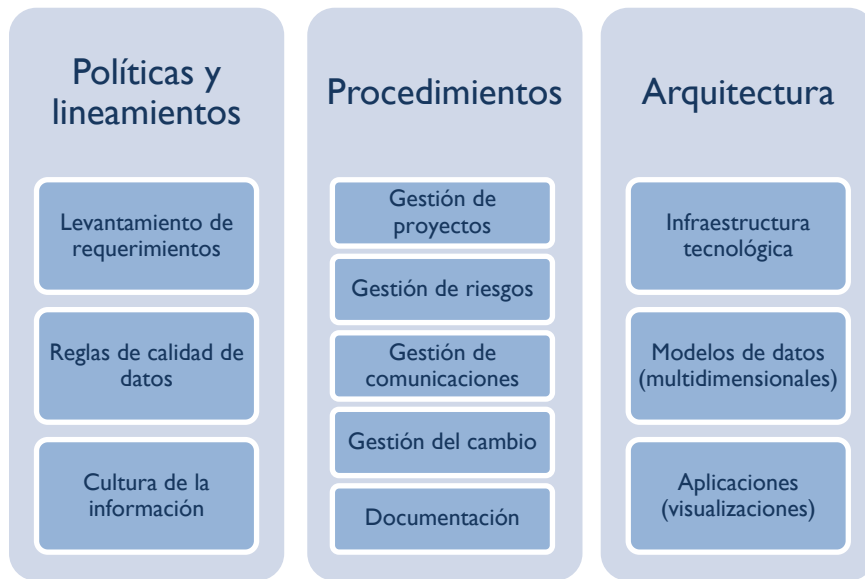 Políticas y
lineamientos
Levantamiento de
requerimientos
Reglas de calidad de
datos
Cultura de la
información
Procedimientos
Gestión de
proyectos
Gestión de riesgos
Gestión de
comunicaciones
Gestión del cambio
Documentación
Arquitectura
Infraestructura
tecnológica
Modelos de datos
(multidimensionales)
Aplicaciones
(visualizaciones)